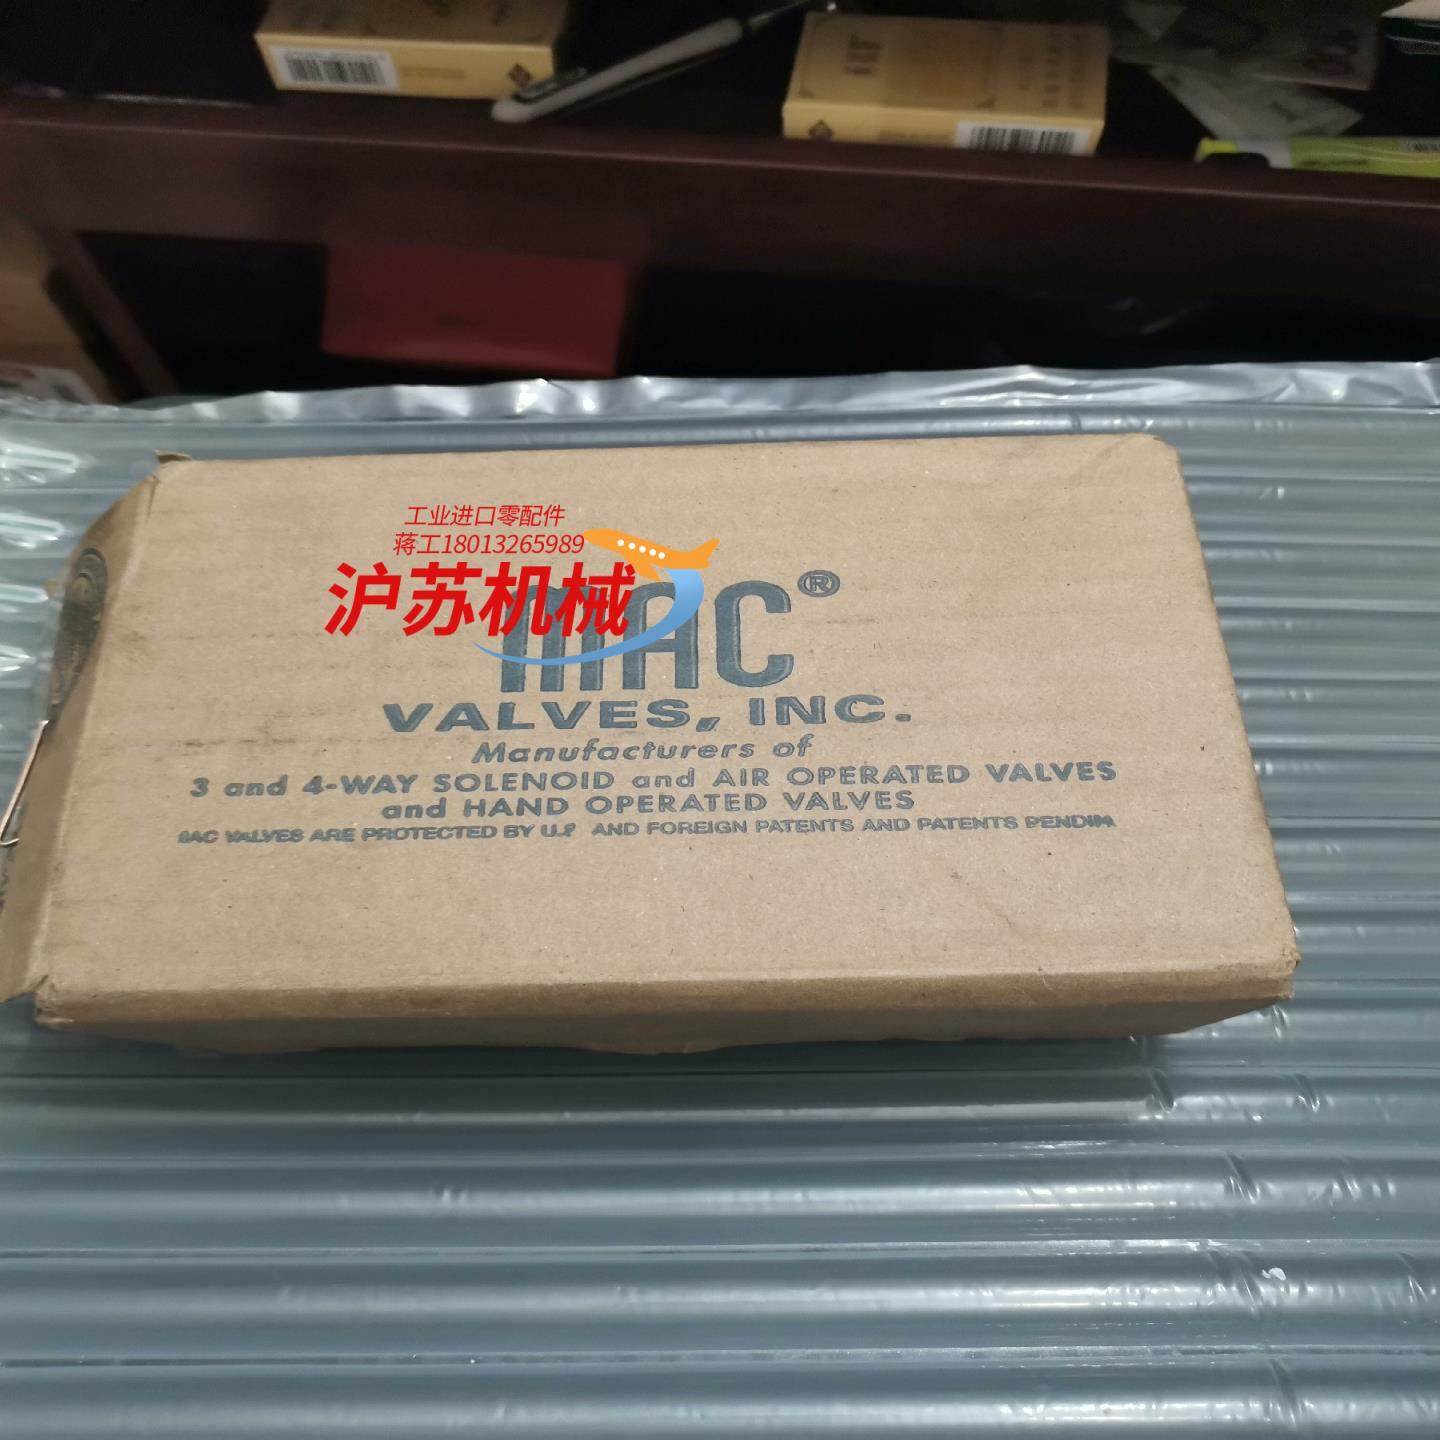 工业进口零配件
蒋工18013265989
沪苏机械
MAC®
VALVES, INC.
Manufacturers of
3 and 4-WAY SOLENOID and AIR OPERATED VALVES
and HAND OPERATED VALVES
MAC VALVES ARE PROTECTED BY U.S AND FOREIGN PATENTS AND PATENTS PENDIN